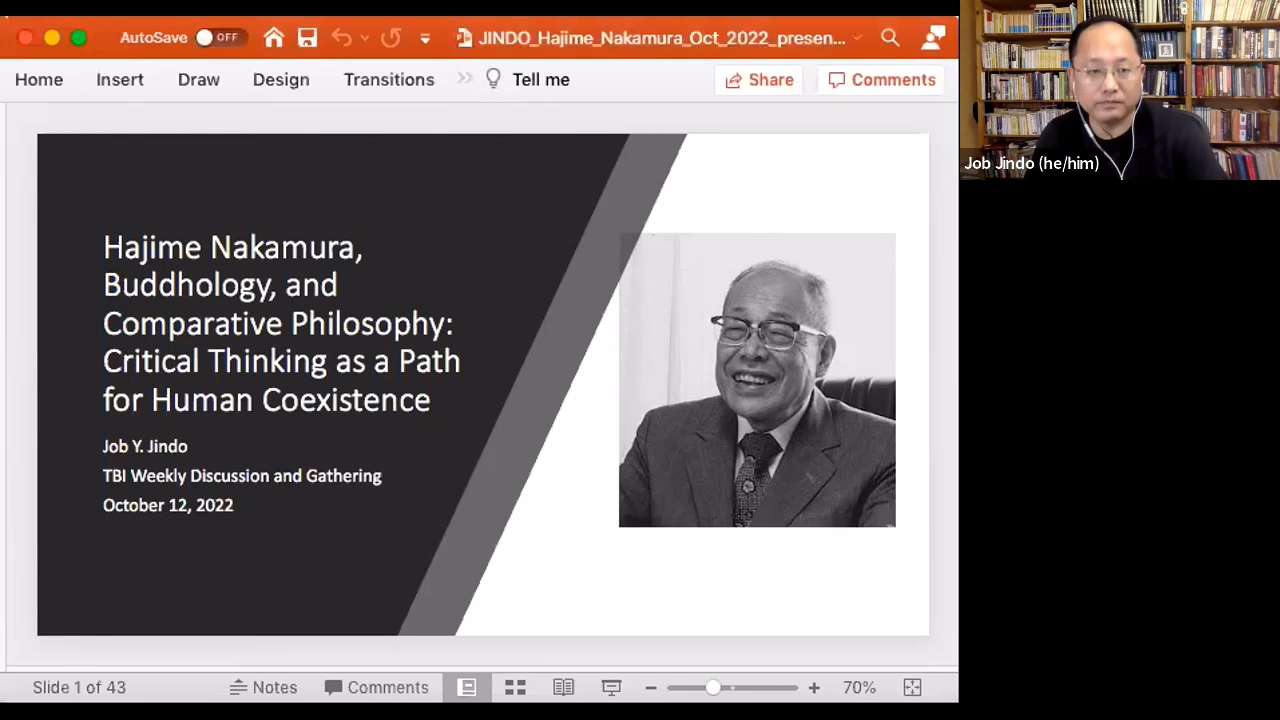 AutoSave OFF JINDO_Hajime_Nakamura_Oct_2022_presen...
Home Insert Draw Design Transitions Tell me Share Comments
Hajime Nakamura,
Buddhology, and
Comparative Philosophy:
Critical Thinking as a Path
for Human Coexistence
Job Y. Jindo
TBI Weekly Discussion and Gathering
October 12, 2022
Slide 1 of 43 Notes Comments 70%
Job Jindo (he/him)